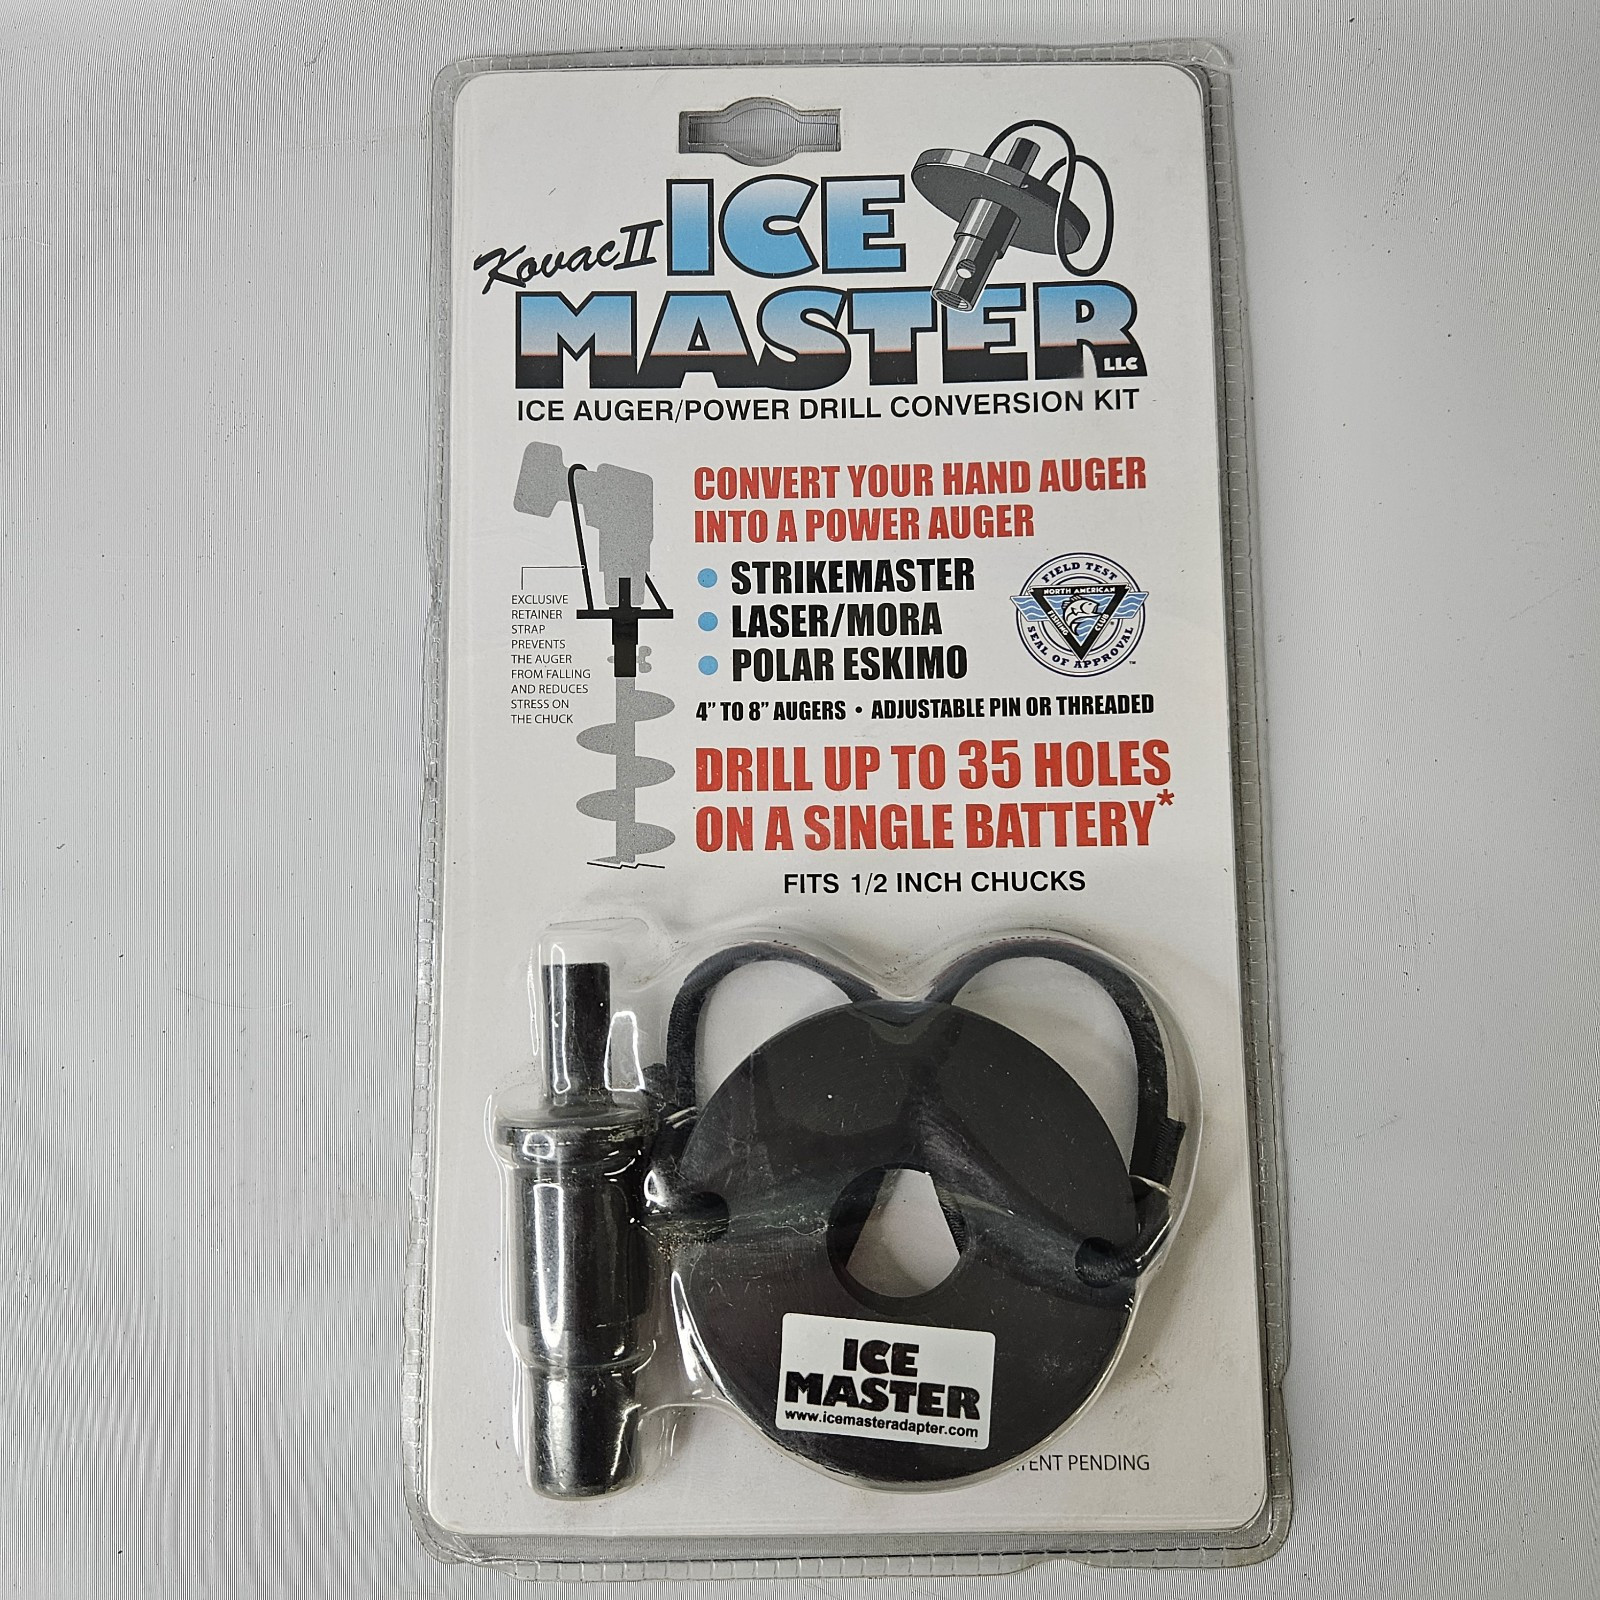 Kovac II ICE
MASTER
LLC
ICE AUGER/POWER DRILL CONVERSION KIT
CONVERT YOUR HAND AUGER
INTO A POWER AUGER
• STRIKEMASTER
• LASER/MORA
• POLAR ESKIMO
FIELD TEST
NORTH AMERICAN
FISHING CLUB
SEAL OF APPROVAL
TM
EXCLUSIVE
RETAINER
STRAP
PREVENTS
THE AUGER
FROM FALLING
AND REDUCES
STRESS ON
THE CHUCK
4" TO 8" AUGERS • ADJUSTABLE PIN OR THREADED
DRILL UP TO 35 HOLES
ON A SINGLE BATTERY*
FITS 1/2 INCH CHUCKS
ICE
MASTER
www.icemasteradapter.com
PENDING